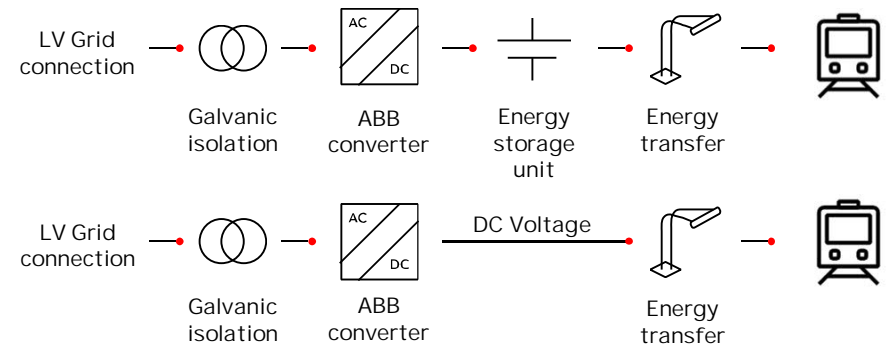 LV Grid
connection
AC
DC
Galvanic
isolation
ABB
converter
Energy
storage
unit
Energy
transfer
LV Grid
connection
AC
DC
DC Voltage
Galvanic
isolation
ABB
converter
Energy
transfer